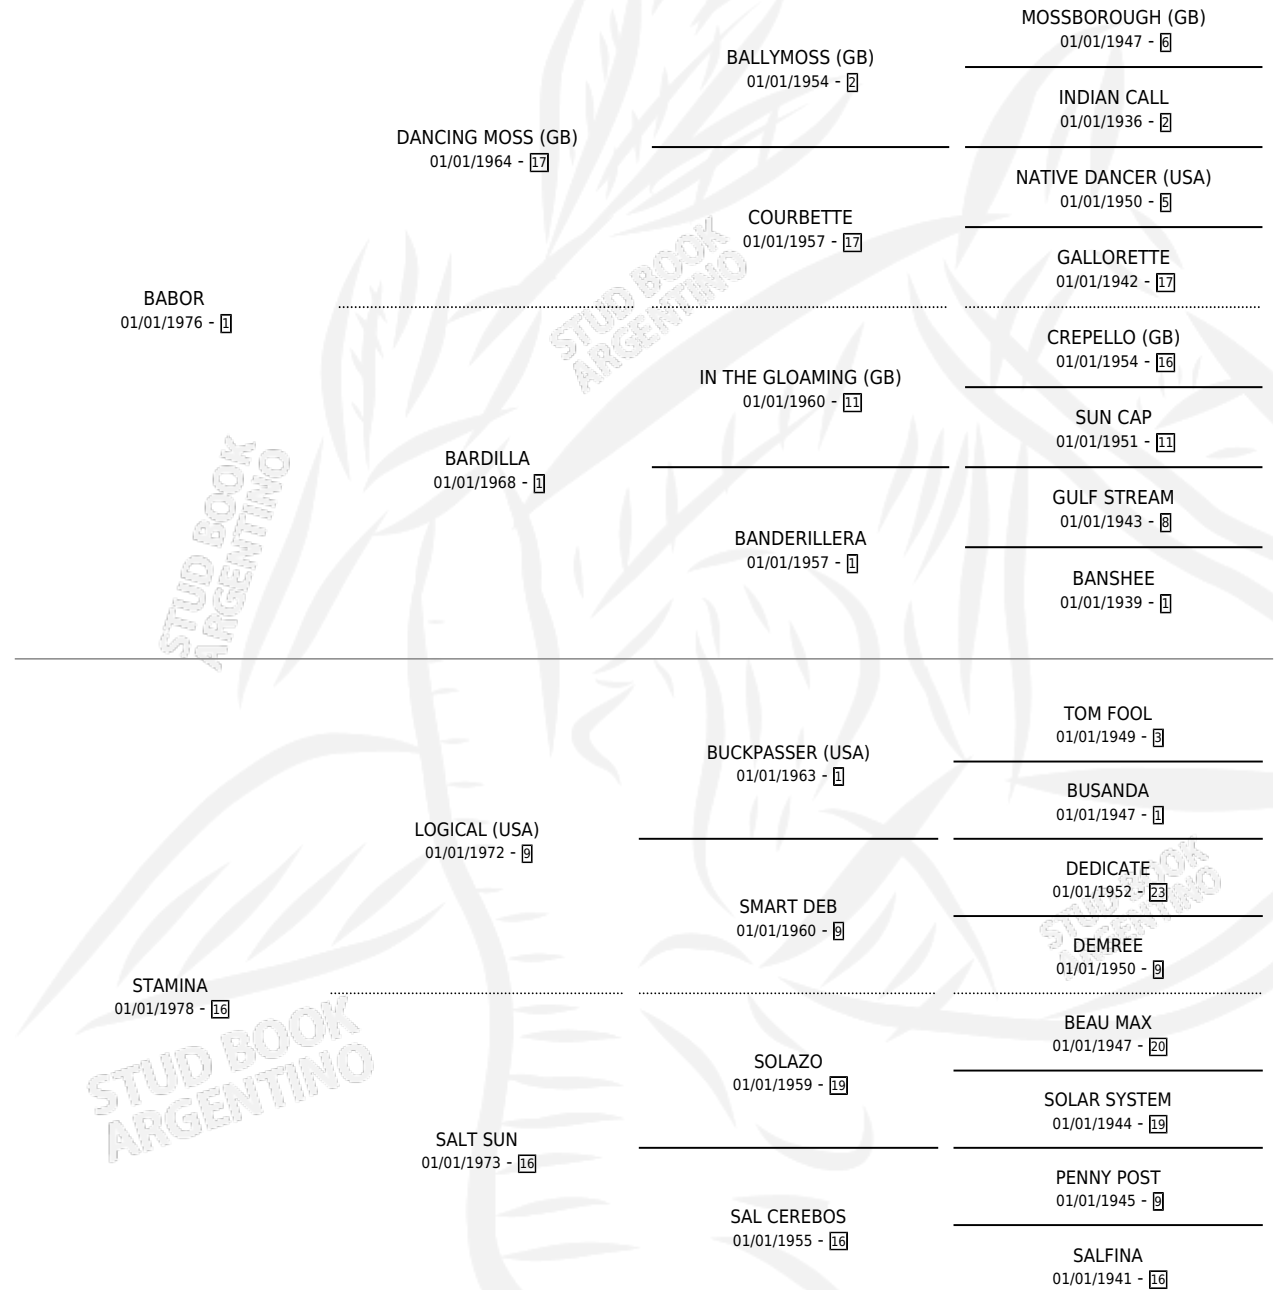 MOSSBOROUGH (GB)
01/01/1947 - 6
BALLYMOSS (GB)
01/01/1954 - 2
INDIAN CALL
01/01/1936 - 2
DANCING MOSS (GB)
01/01/1964 - 17
NATIVE DANCER (USA)
01/01/1950 - 5
COURBETTE
01/01/1957 - 17
GALLORETTE
01/01/1942 - 17
BABOR
01/01/1976 - 1
CREPELLO (GB)
01/01/1954 - 16
IN THE GLOAMING (GB)
01/01/1960 - 11
SUN CAP
01/01/1951 - 11
BARDILLA
01/01/1968 - 1
GULF STREAM
01/01/1943 - 8
BANDERILLERA
01/01/1957 - 1
BANSHEE
01/01/1939 - 1
TOM FOOL
01/01/1949 - 3
BUCKPASSER (USA)
01/01/1963 - 1
BUSANDA
01/01/1947 - 1
LOGICAL (USA)
01/01/1972 - 9
DEDICATE
01/01/1952 - 23
SMART DEB
01/01/1960 - 9
DEMREE
01/01/1950 - 9
STAMINA
01/01/1978 - 16
BEAU MAX
01/01/1947 - 20
SOLAZO
01/01/1959 - 19
SOLAR SYSTEM
01/01/1944 - 19
SALT SUN
01/01/1973 - 16
PENNY POST
01/01/1945 - 9
SAL CEREBOS
01/01/1955 - 16
SALFINA
01/01/1941 - 16
STUD BOOK
ARGENTINO
STUD BOOK
ARGENTINO
STUD BOOK
ARGENTINO
STUD BOOK
ARGENTINO